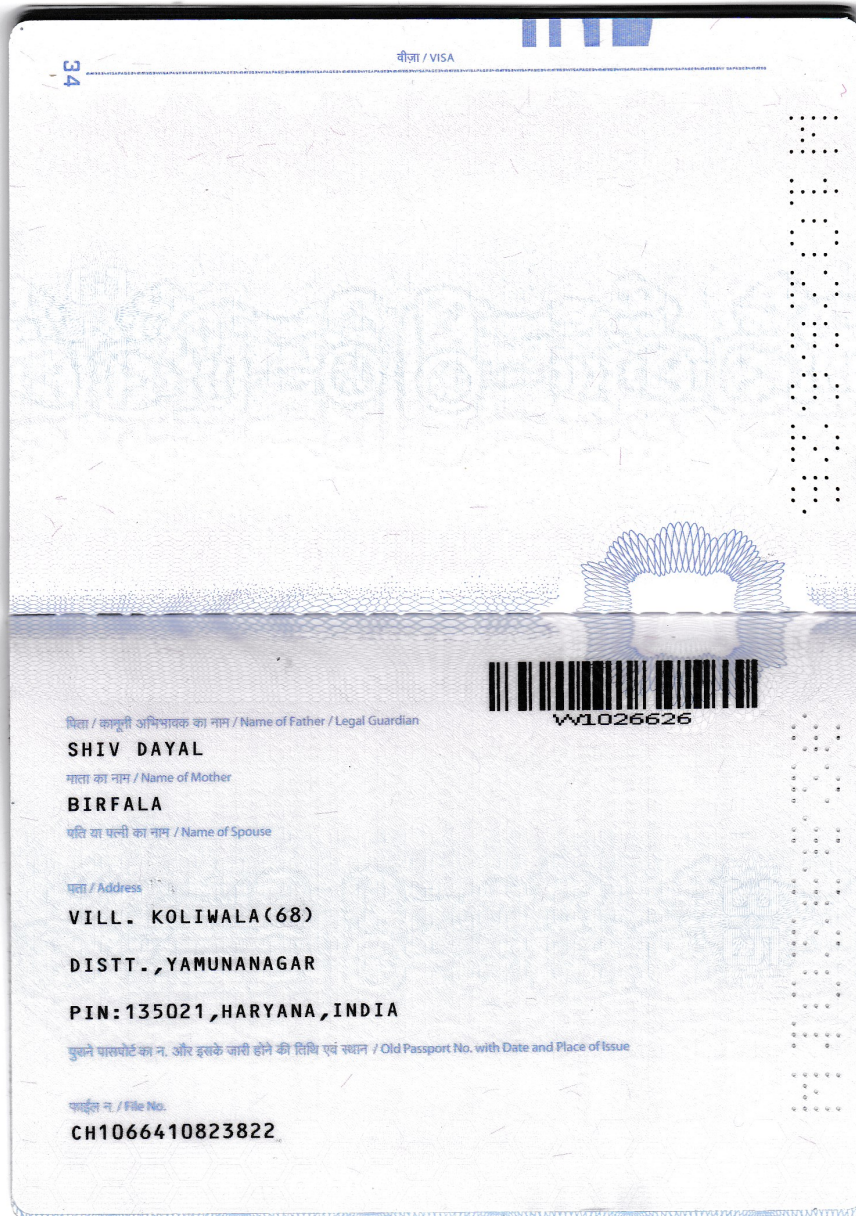 34
वीज़ा / VISA
W1026626
पिता / कानूनी अभिभावक का नाम / Name of Father / Legal Guardian
SHIV DAYAL
माता का नाम / Name of Mother
BIRFALA
पति या पत्नी का नाम / Name of Spouse
पता / Address
VILL. KOLIWALA(68)
DISTT.,YAMUNANAGAR
PIN:135021,HARYANA,INDIA
पुराने पासपोर्ट का न. और इसके जारी होने की तिथि एवं स्थान / Old Passport No. with Date and Place of Issue
फाईल न. / File No.
CH1066410823822